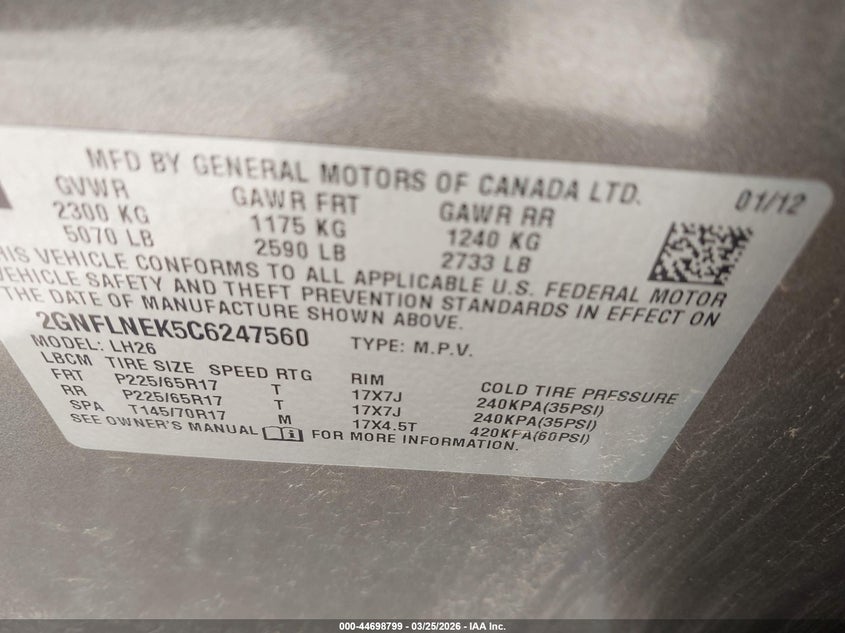 MFD BY GENERAL MOTORS OF CANADA LTD. 01/12
GVWR GAWR FRT GAWR RR
2300 KG 1175 KG 1240 KG
5070 LB 2590 LB 2733 LB
HIS VEHICLE CONFORMS TO ALL APPLICABLE U.S. FEDERAL MOTOR
VEHICLE SAFETY AND THEFT PREVENTION STANDARDS IN EFFECT ON
THE DATE OF MANUFACTURE SHOWN ABOVE.
2GNFLNEK5C6247560 TYPE: M.P.V.
MODEL: LH26
LBCM TIRE SIZE SPEED RTG RIM COLD TIRE PRESSURE
FRT P225/65R17 T 17X7J 240KPA(35PSI)
RR P225/65R17 T 17X7J 240KPA(35PSI)
SPA T145/70R17 M 17X4.5T 420KPA(60PSI)
SEE OWNER'S MANUAL FOR MORE INFORMATION.
000-44698799 — 03/25/2026 — IAA Inc.